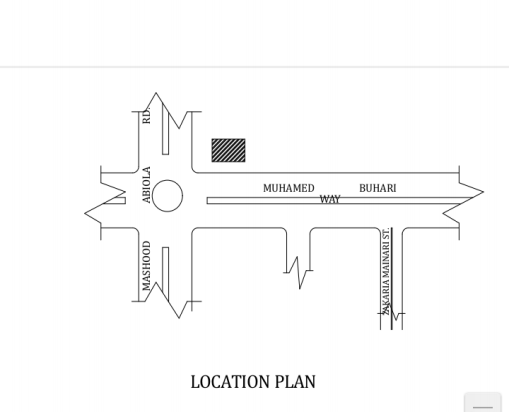 RD.
ABIOLA
MASHOOD
MUHAMED BUHARI
WAY
ZAKARIA MAINARI ST.
LOCATION PLAN